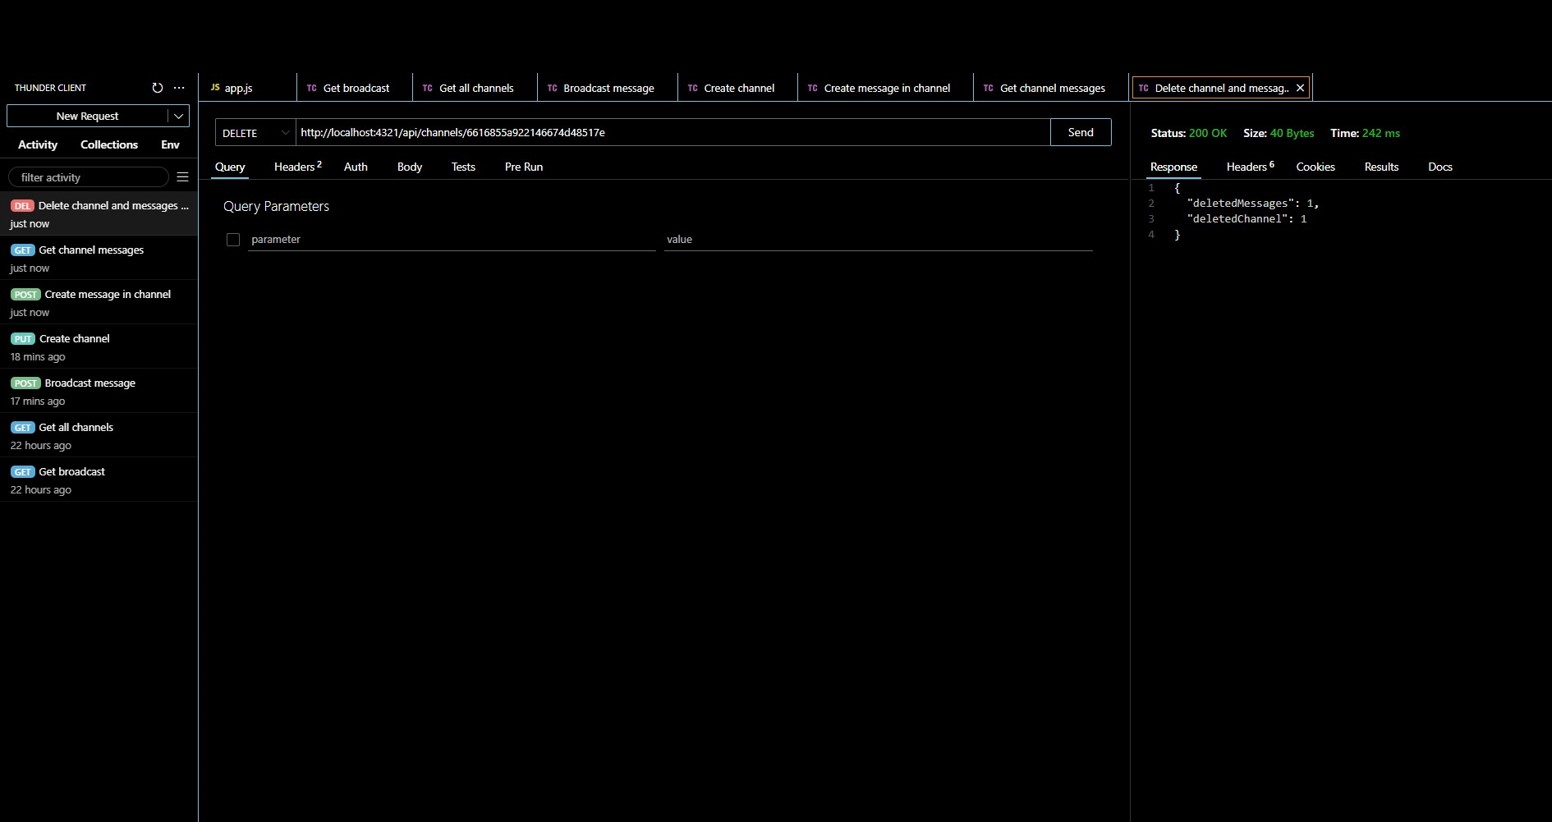 THUNDER CLIENT
New Request
Activity Collections Env
filter activity
DEL Delete channel and messages ...
just now
GET Get channel messages
just now
POST Create message in channel
just now
PUT Create channel
18 mins ago
POST Broadcast message
17 mins ago
GET Get all channels
22 hours ago
GET Get broadcast
22 hours ago
JS app.js TC Get broadcast TC Get all channels TC Broadcast message TC Create channel TC Create message in channel TC Get channel messages TC Delete channel and messag..
DELETE http://localhost:4321/api/channels/6616855a922146674d48517e Send
Query Headers 2 Auth Body Tests Pre Run
Query Parameters
parameter value
Status: 200 OK Size: 40 Bytes Time: 242 ms
Response Headers 6 Cookies Results Docs
1 {
2 "deletedMessages": 1,
3 "deletedChannel": 1
4 }